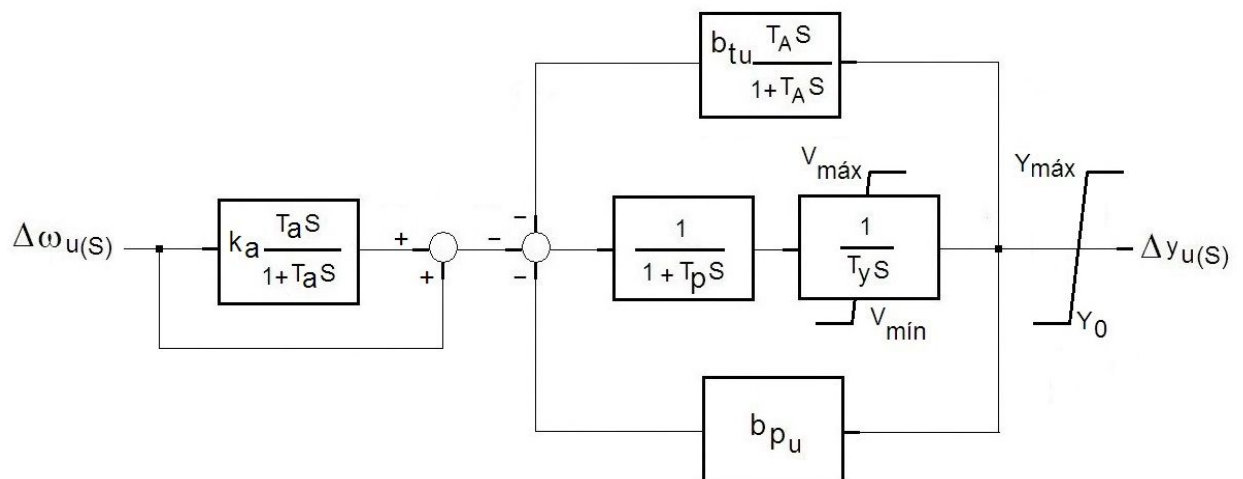 b_tu T_A S / 1+T_A S
V_máx
Y_máx
Δω_u(S)
k_a T_a S / 1+T_a S
+
+
−
−
−
1 / 1 + T_p S
1 / T_y S
Δy_u(S)
V_mín
Y_0
b_p_u